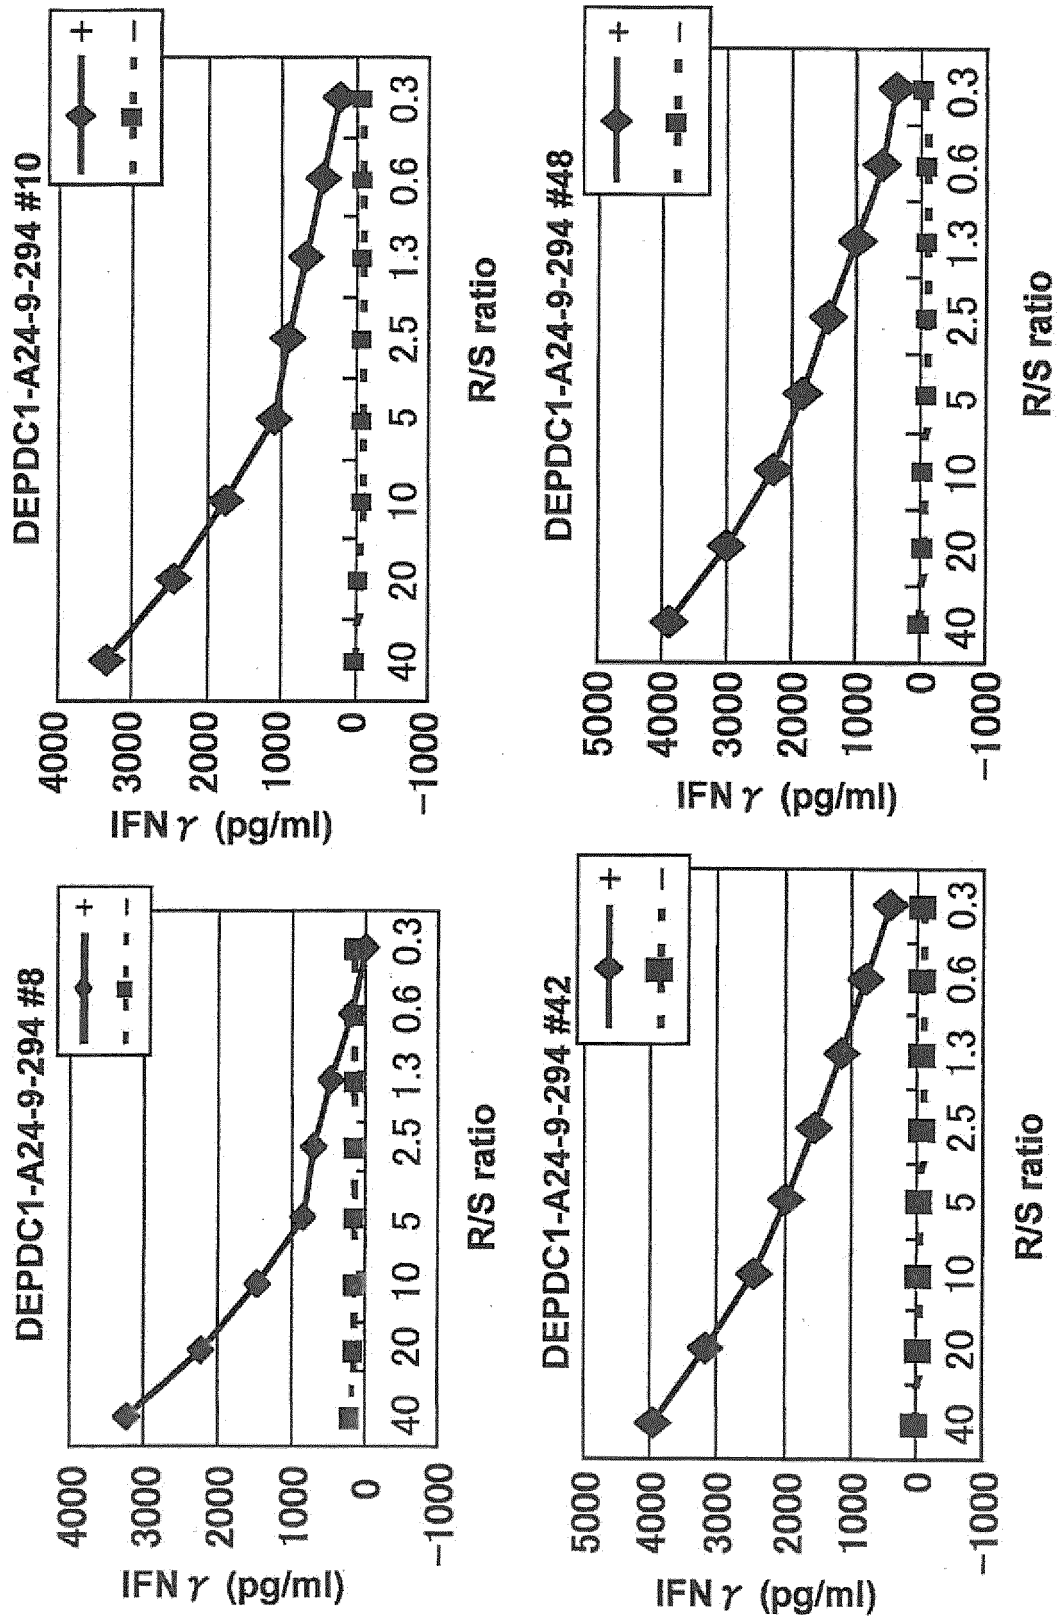 DEPDC1-A24-9-294 #8
+
−
4000
3000
2000
1000
0
−1000
IFN γ (pg/ml)
40 20 10 5 2.5 1.3 0.6 0.3
R/S ratio
DEPDC1-A24-9-294 #10
+
−
4000
3000
2000
1000
0
−1000
IFN γ (pg/ml)
40 20 10 5 2.5 1.3 0.6 0.3
R/S ratio
DEPDC1-A24-9-294 #42
+
−
5000
4000
3000
2000
1000
0
−1000
IFN γ (pg/ml)
40 20 10 5 2.5 1.3 0.6 0.3
R/S ratio
DEPDC1-A24-9-294 #48
+
−
5000
4000
3000
2000
1000
0
−1000
IFN γ (pg/ml)
40 20 10 5 2.5 1.3 0.6 0.3
R/S ratio